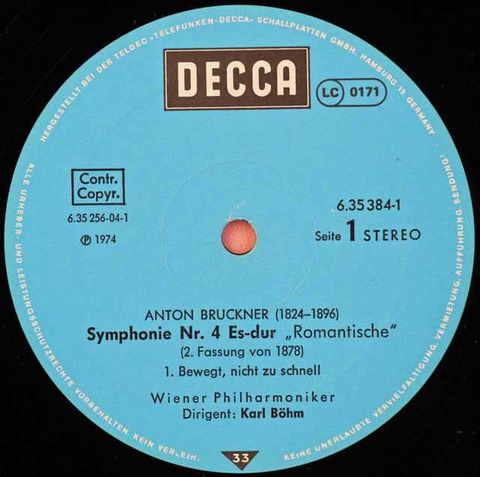 HERGESTELLT BEI DER TELDEC »TELEFUNKEN-DECCA« SCHALLPLATTEN GMBH, HAMBURG 19, GERMANY
DECCA
LC 0171
Contr.
Copyr.
6.35 256-04-1
℗ 1974
6.35 384-1
Seite 1 STEREO
ANTON BRUCKNER (1824–1896)
Symphonie Nr. 4 Es-dur „Romantische“
(2. Fassung von 1878)
1. Bewegt, nicht zu schnell
Wiener Philharmoniker
Dirigent: Karl Böhm
33
ALLE URHEBER- UND LEISTUNGSSCHUTZRECHTE VORBEHALTEN. KEIN VERLEIH!
KEINE UNERLAUBTE VERVIELFÄLTIGUNG, VERMIETUNG, AUFFÜHRUNG, SENDUNG!